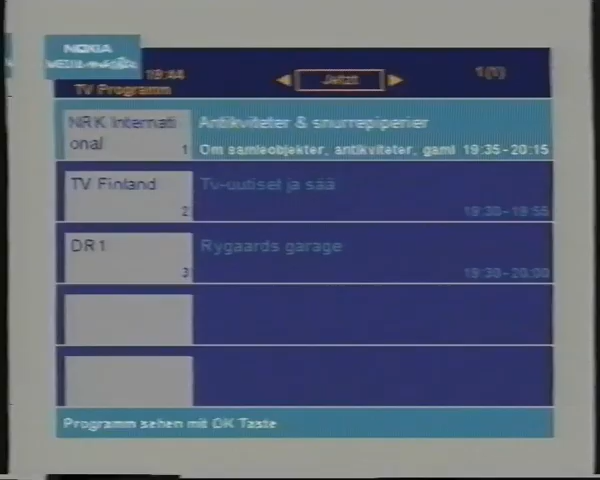 NOKIA
MEDIAMASTER
19:44
Jetzt
1(1)
TV Programm
NRK Internati
onal
1
Antikviteter & snurrepiperier
Om samleobjekter, antikviteter, gaml 19:35-20:15
TV Finland
2
Tv-uutiset ja sää
19:30-19:55
DR1
3
Rygaards garage
19:30-20:00
Programm sehen mit OK Taste